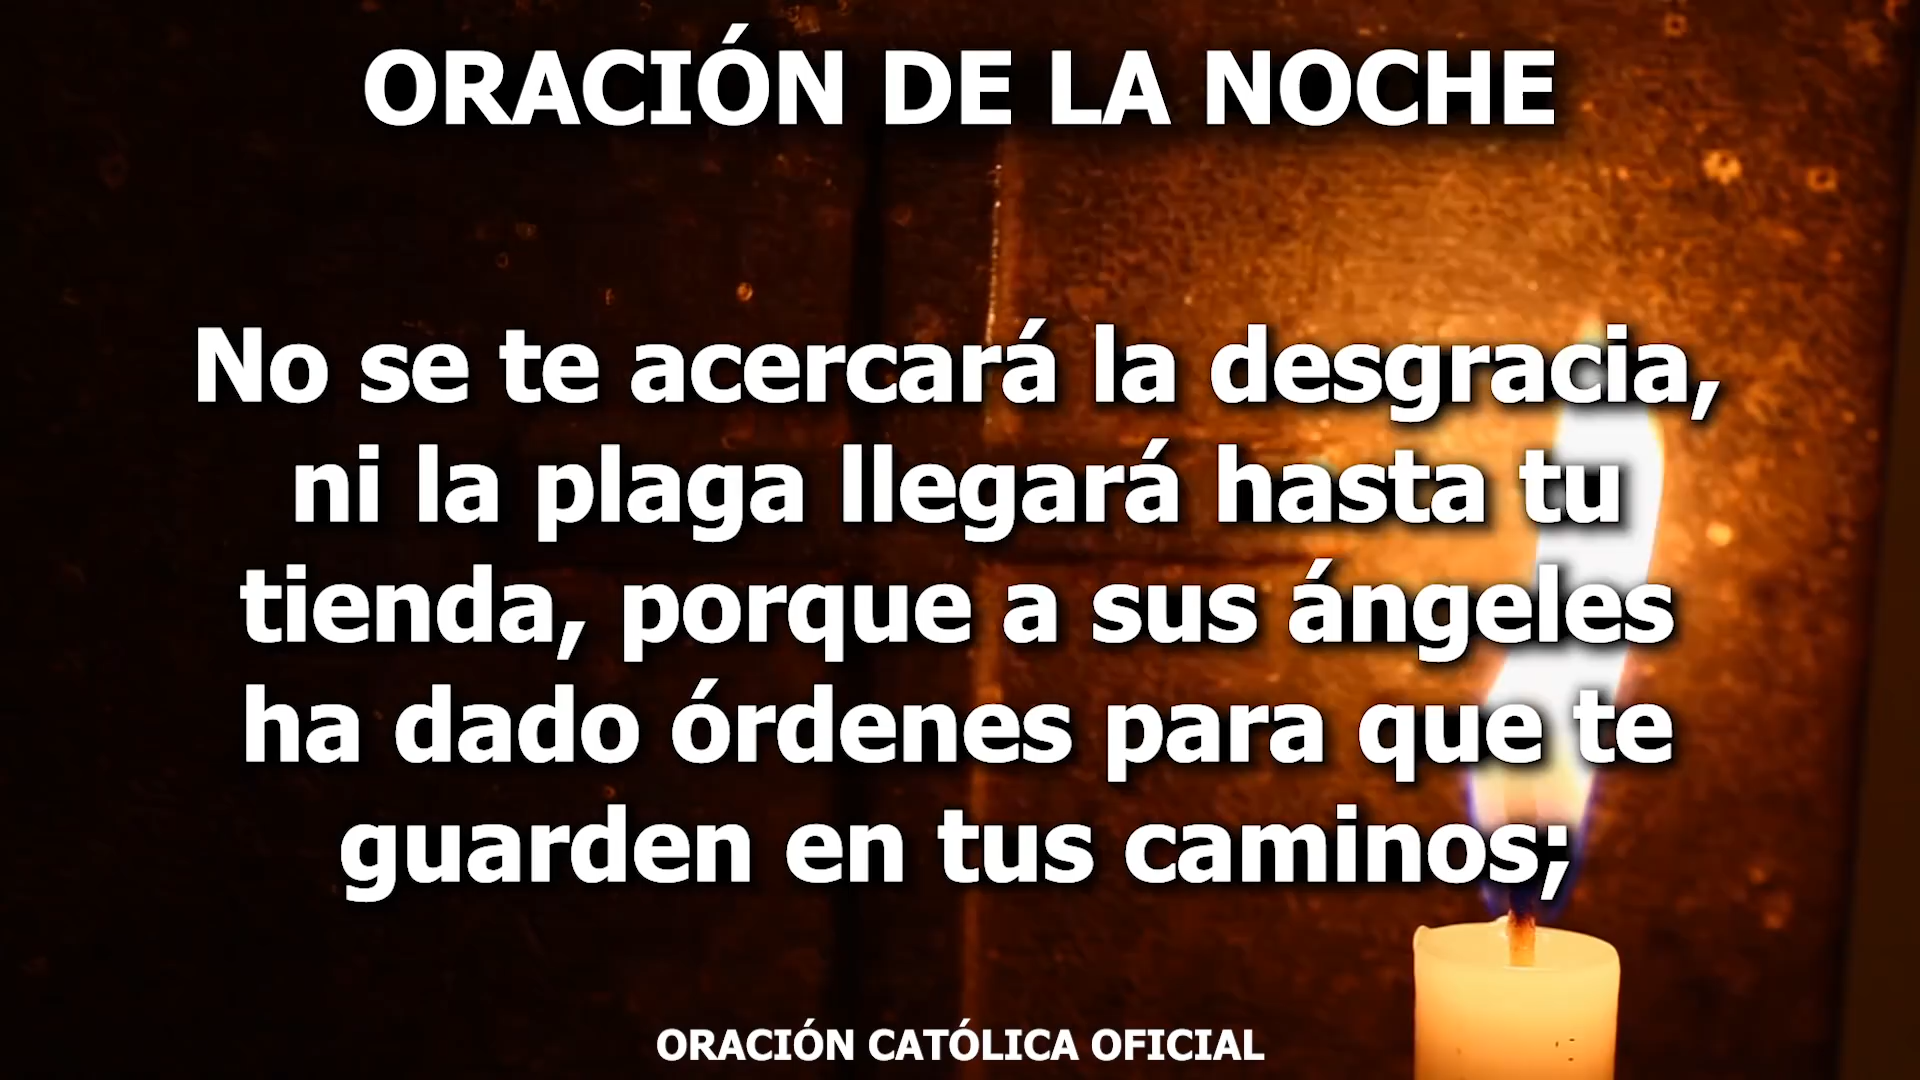 ORACIÓN DE LA NOCHE
No se te acercará la desgracia,
ni la plaga llegará hasta tu
tienda, porque a sus ángeles
ha dado órdenes para que te
guarden en tus caminos;
ORACIÓN CATÓLICA OFICIAL